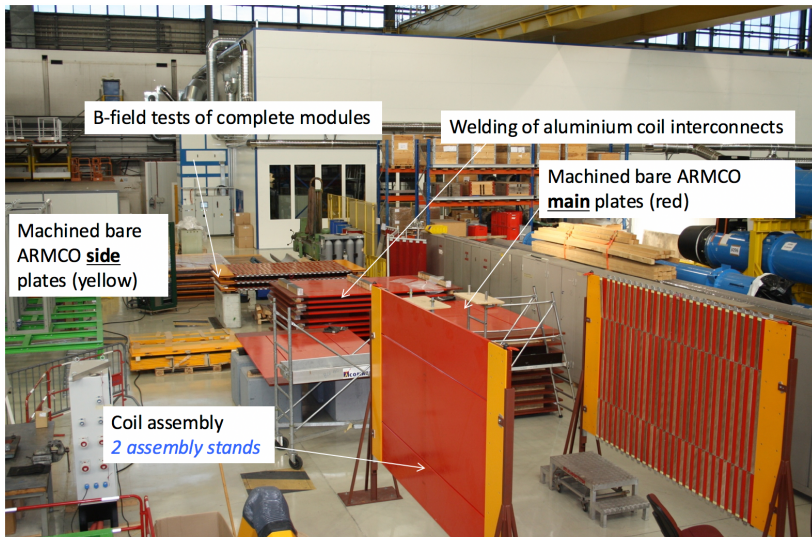 B-field tests of complete modules
Welding of aluminium coil interconnects
Machined bare ARMCO
main plates (red)
Machined bare
ARMCO side
plates (yellow)
Coil assembly
2 assembly stands